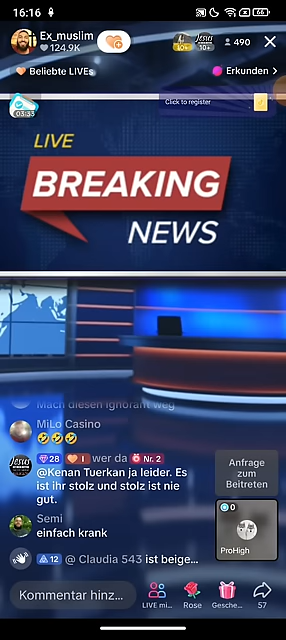 16:16
66
Ex_muslim
124.9K
10+
490
Beliebte LIVEs
Erkunden
03:33
Click to register
LIVE
BREAKING
NEWS
Mach diesen ignorant weg
MiLo Casino
🤣🤣🤣
28 I wer da Nr. 2
@Kenan Tuerkan ja leider. Es
ist ihr stolz und stolz ist nie
gut.
Semi
einfach krank
12 @ Claudia 543 ist beige...
Anfrage
zum
Beitreten
0
ProHigh
Kommentar hinz...
LIVE mi...
Rose
Gesche...
57